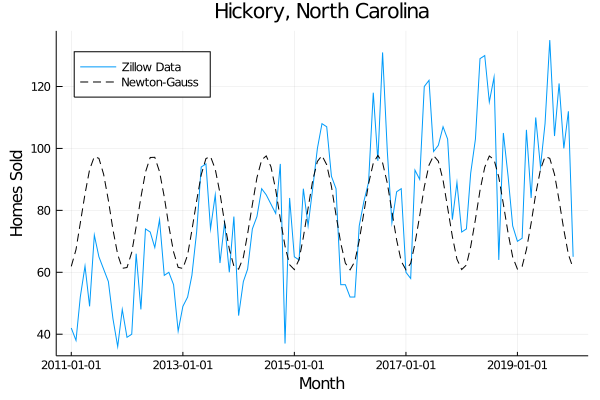 Hickory, North Carolina
Zillow Data
Newton-Gauss
Homes Sold
120
100
80
60
40
2011-01-01 2013-01-01 2015-01-01 2017-01-01 2019-01-01
Month